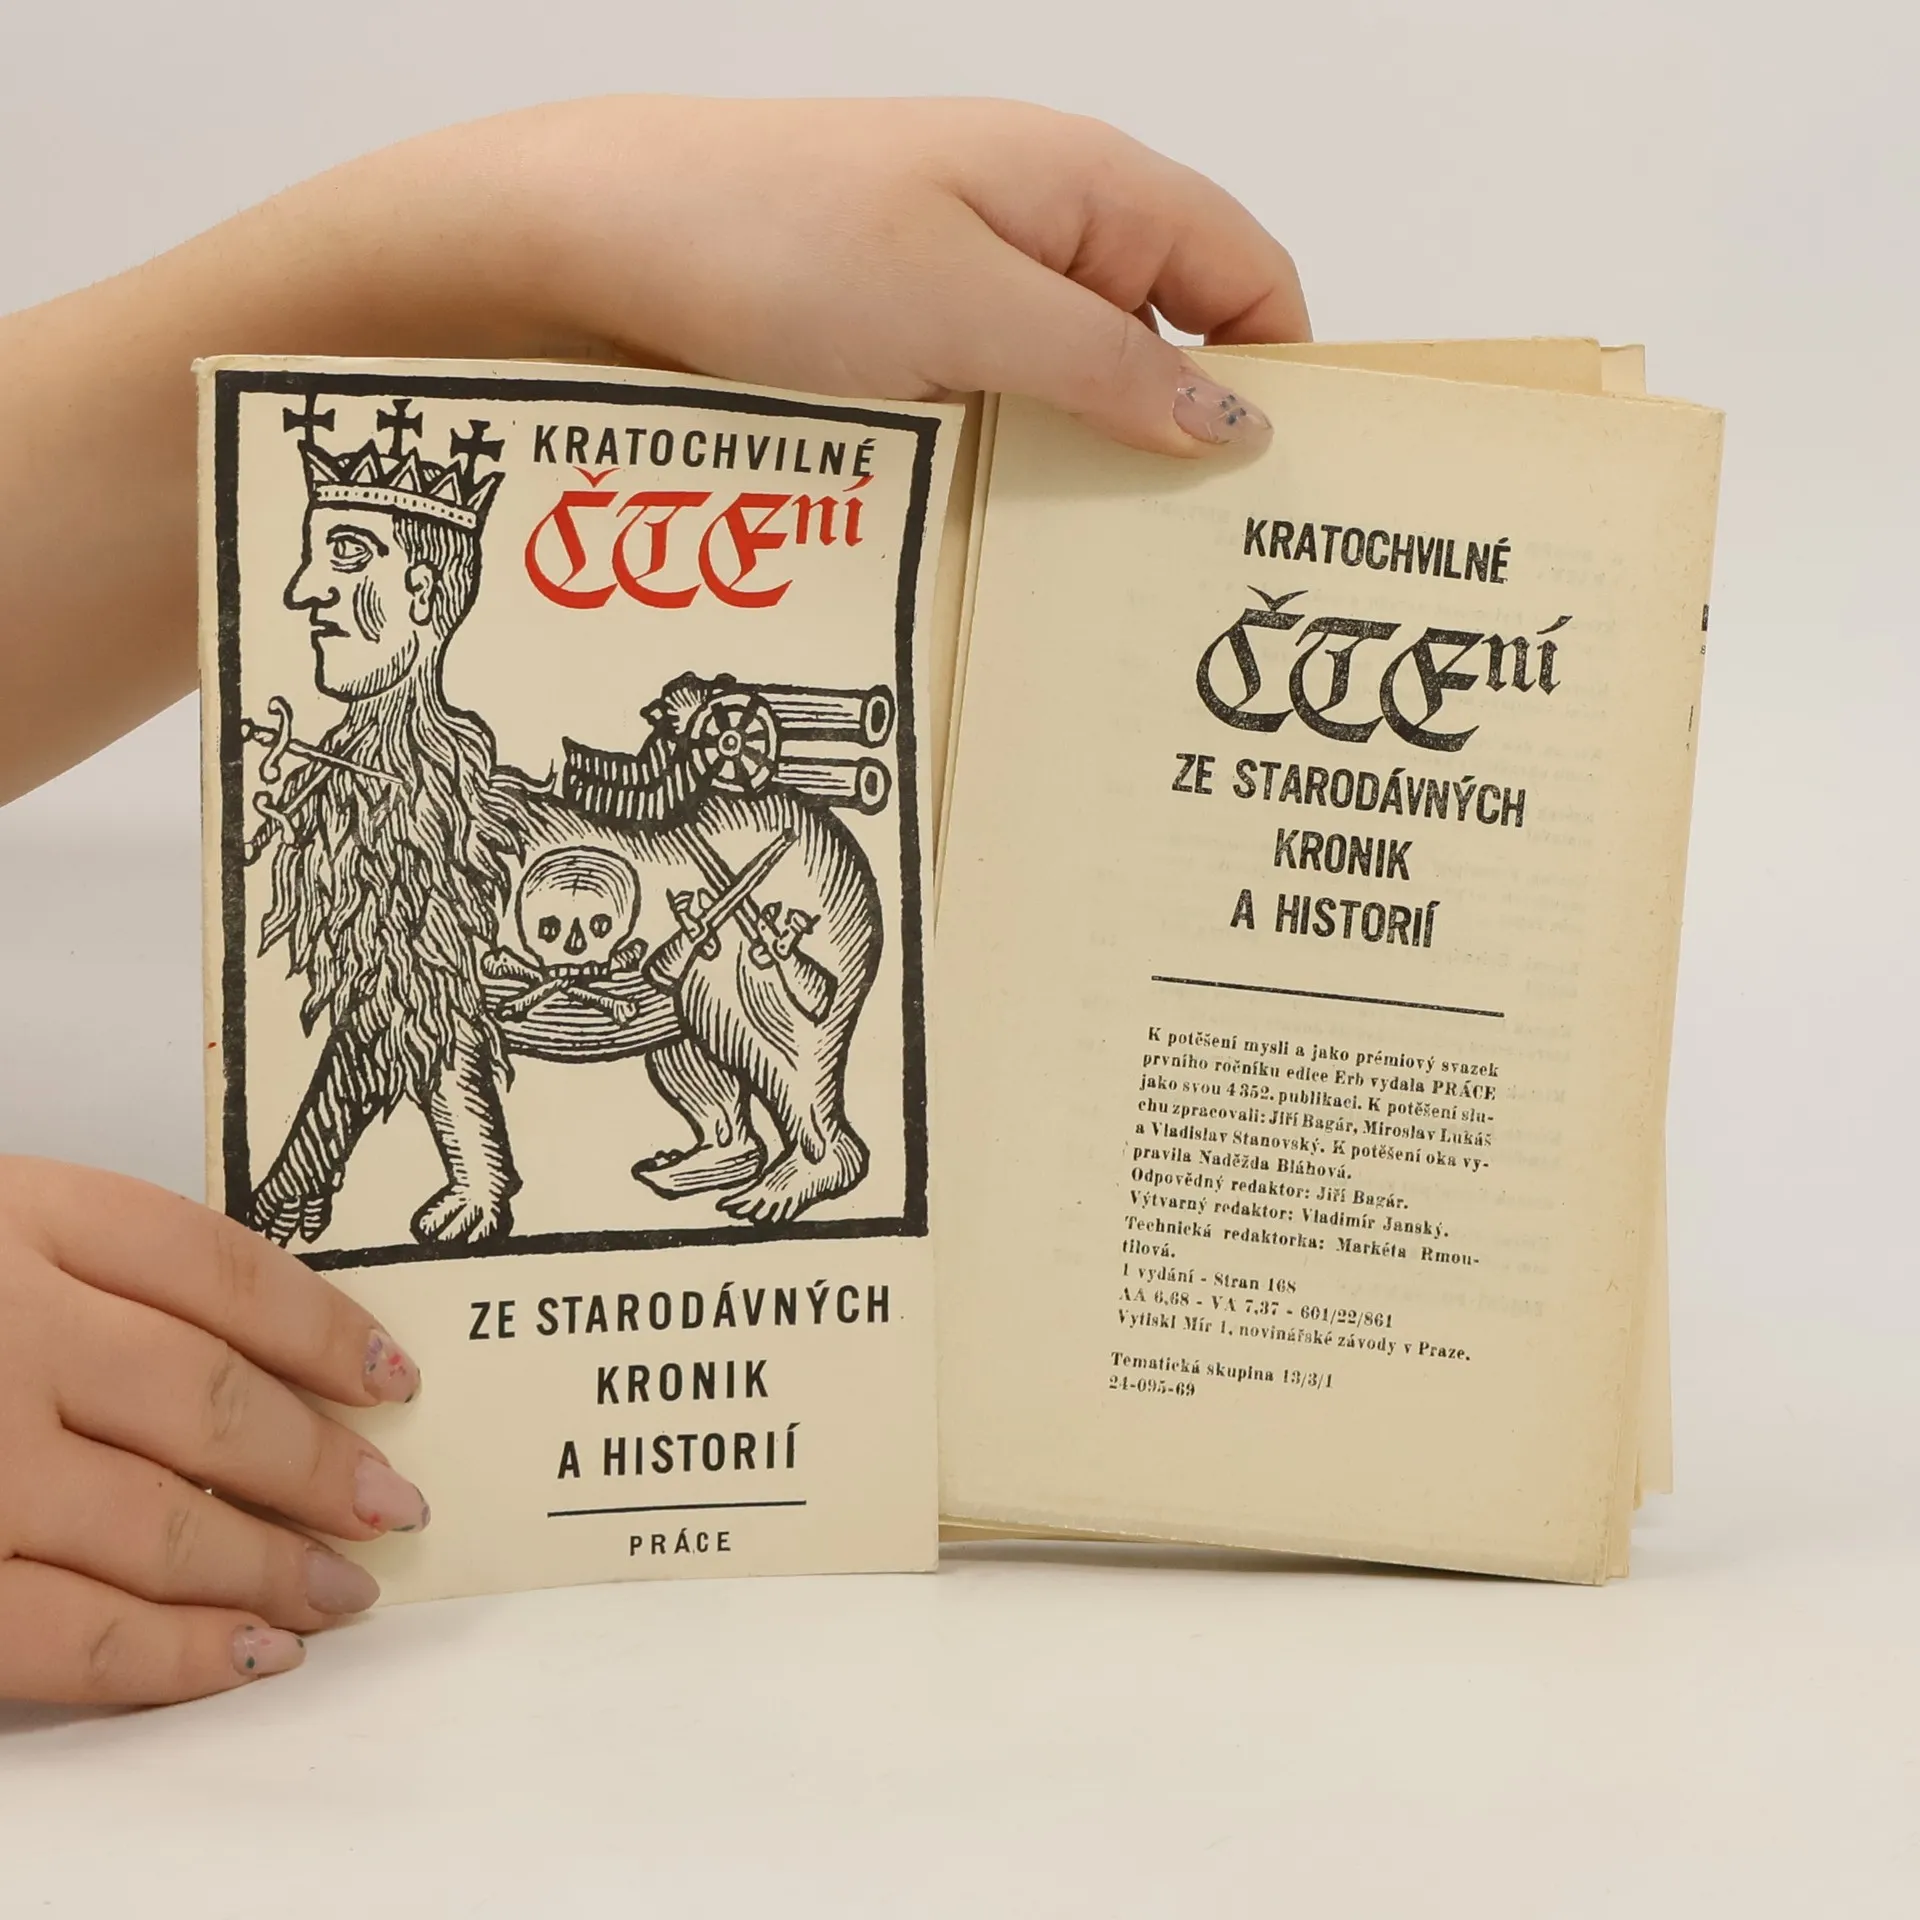 KRATOCHVILNÉ
ČTEní
ZE STARODÁVNÝCH
KRONIK
A HISTORIÍ
PRÁCE
KRATOCHVILNÉ
ČTEní
ZE STARODÁVNÝCH
KRONIK
A HISTORIÍ
K potěšení mysli a jako prémiový svazek
prvního ročníku edice Erb vydala PRÁCE
jako svou 4352. publikaci. K potěšení slu-
chu zpracovali: Jiří Bagár, Miroslav Lukáš
a Vladislav Stanovský. K potěšení oka vy-
pravila Naděžda Bláhová.
Odpovědný redaktor: Jiří Bagár.
Výtvarný redaktor: Vladimír Janský.
Technická redaktorka: Markéta Rmou-
tilová.
1 vydání - Stran 168
AA 6,68 - VA 7,37 - 601/22/861
Vytiskl Mír 1, novinářské závody v Praze.
Tematická skupina 13/3/1
24-095-69